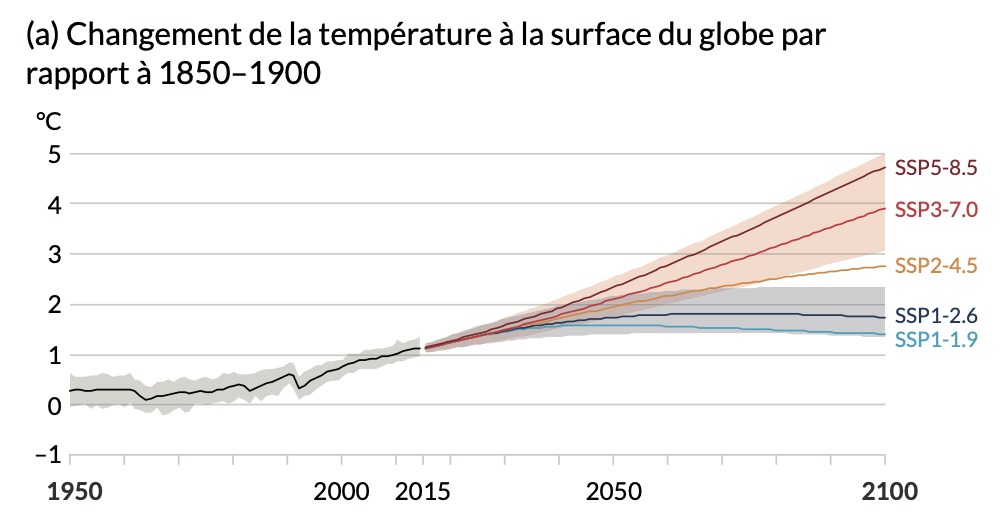 (a) Changement de la température à la surface du globe par
rapport à 1850–1900
°C
5
4
3
2
1
0
–1
1950
2000
2015
2050
2100
SSP5-8.5
SSP3-7.0
SSP2-4.5
SSP1-2.6
SSP1-1.9